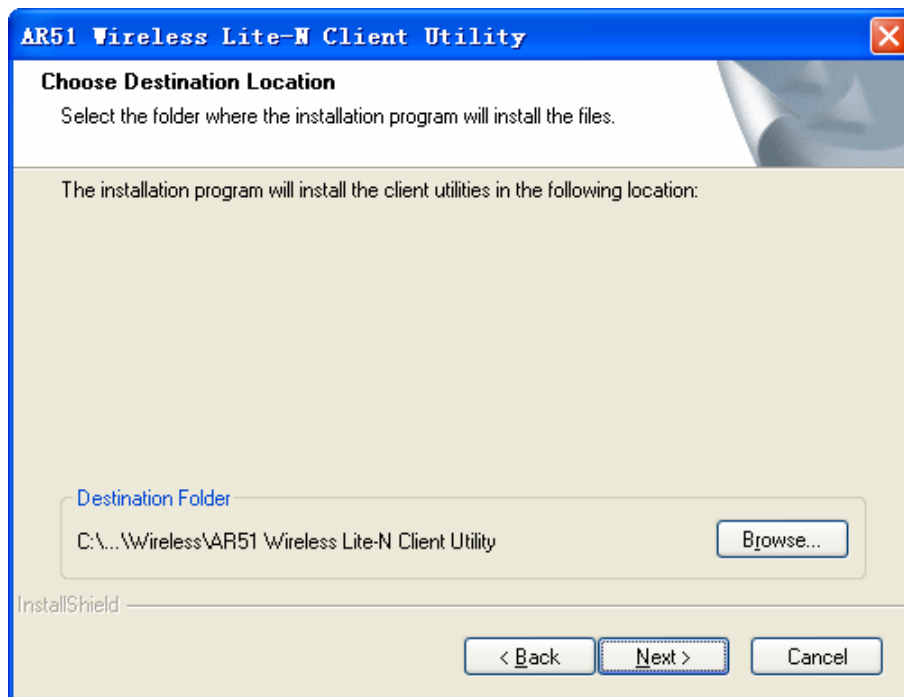 AR51 Wireless Lite-N Client Utility
Choose Destination Location
Select the folder where the installation program will install the files.
The installation program will install the client utilities in the following location:
Destination Folder
C:\...\Wireless\AR51 Wireless Lite-N Client Utility
Browse...
InstallShield
< Back
Next >
Cancel